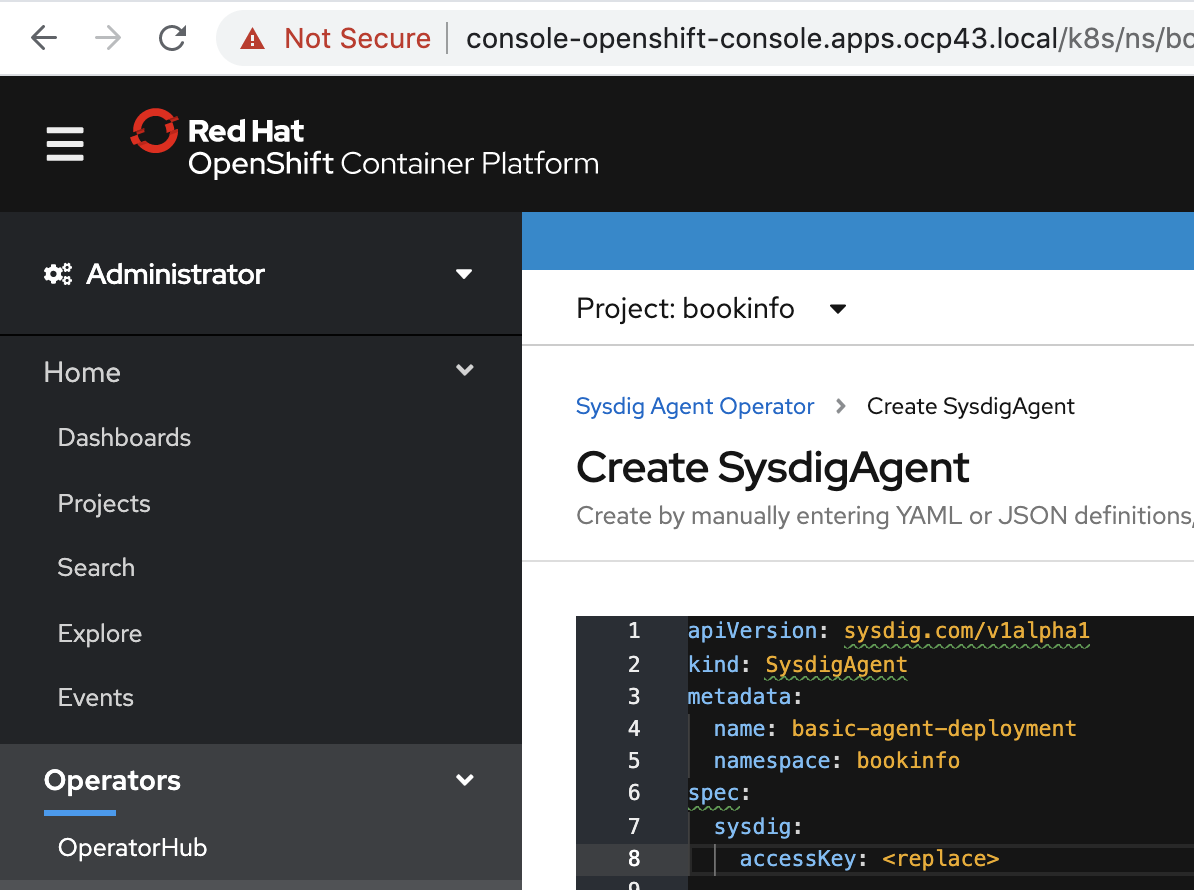 Not Secure | console-openshift-console.apps.ocp43.local/k8s/ns/bo
Red Hat
OpenShift Container Platform
Administrator
Home
Dashboards
Projects
Search
Explore
Events
Operators
OperatorHub
Project: bookinfo
Sysdig Agent Operator > Create SysdigAgent
Create SysdigAgent
Create by manually entering YAML or JSON definitions,
1 apiVersion: sysdig.com/v1alpha1
2 kind: SysdigAgent
3 metadata:
4   name: basic-agent-deployment
5   namespace: bookinfo
6 spec:
7   sysdig:
8     accessKey: <replace>
9